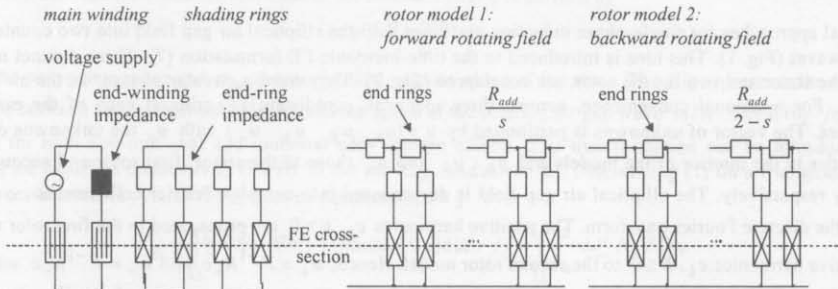 main winding
shading rings
rotor model 1:
forward rotating field
rotor model 2:
backward rotating field
voltage supply
end-winding
impedance
end-ring
impedance
end rings
R_add
s
end rings
R_add
2 - s
~
FE cross-
section
...
...